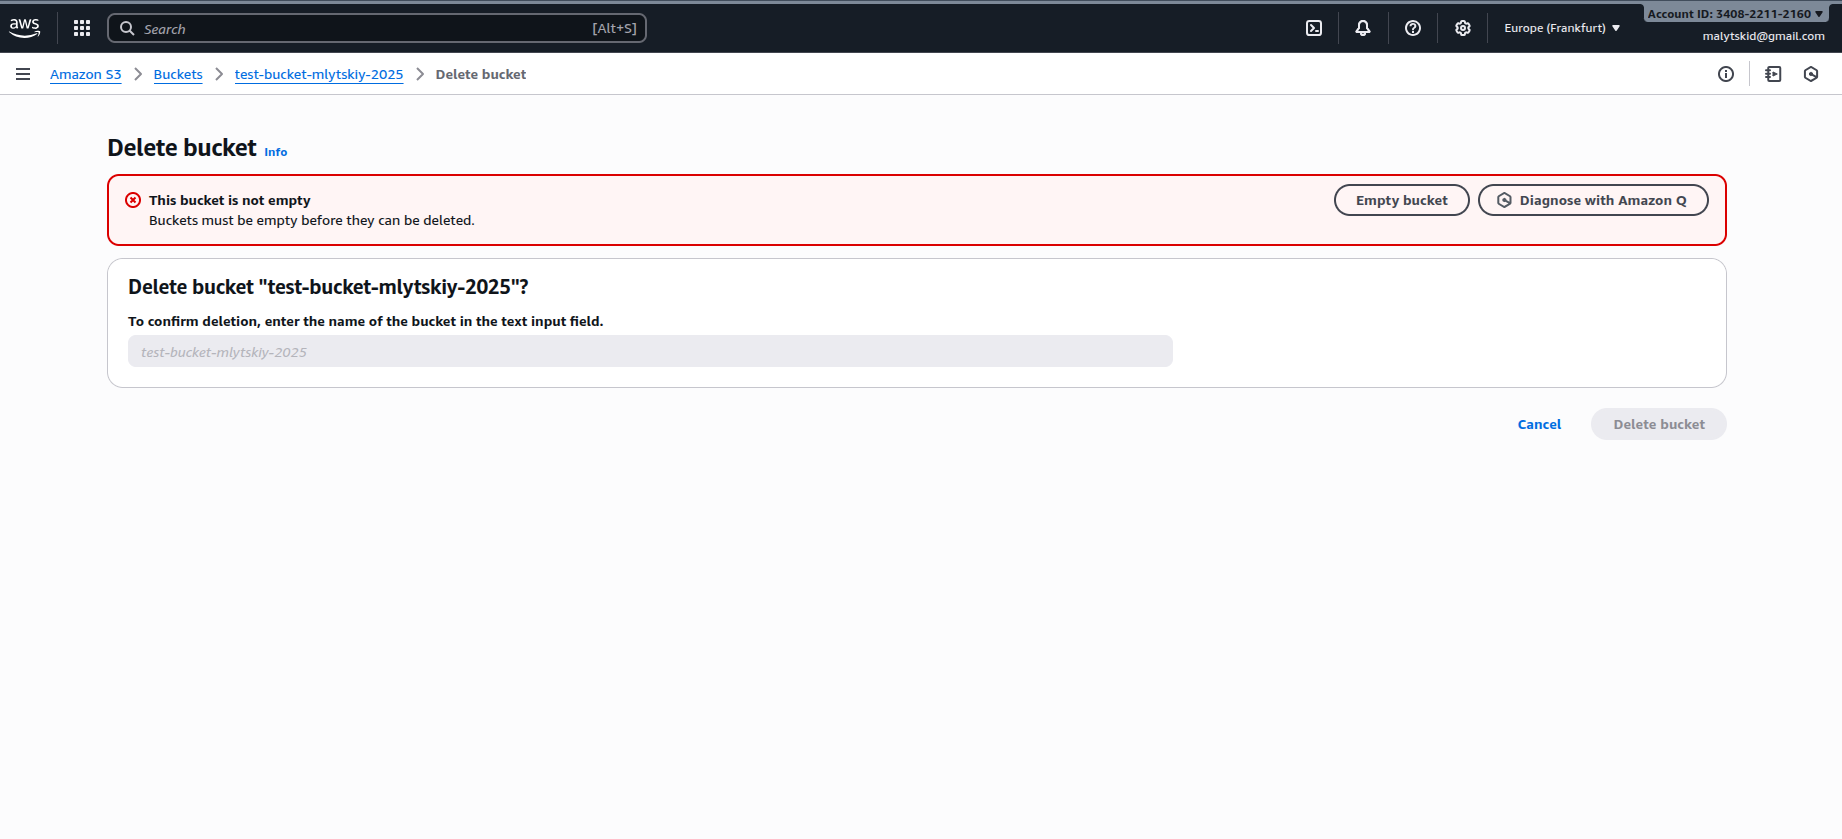 aws
Search [Alt+S]
Europe (Frankfurt)
Account ID: 3408-2211-2160
malytskid@gmail.com
Amazon S3 Buckets test-bucket-mlytskiy-2025 Delete bucket
Delete bucket Info
This bucket is not empty
Buckets must be empty before they can be deleted.
Empty bucket
Diagnose with Amazon Q
Delete bucket "test-bucket-mlytskiy-2025"?
To confirm deletion, enter the name of the bucket in the text input field.
test-bucket-mlytskiy-2025
Cancel
Delete bucket